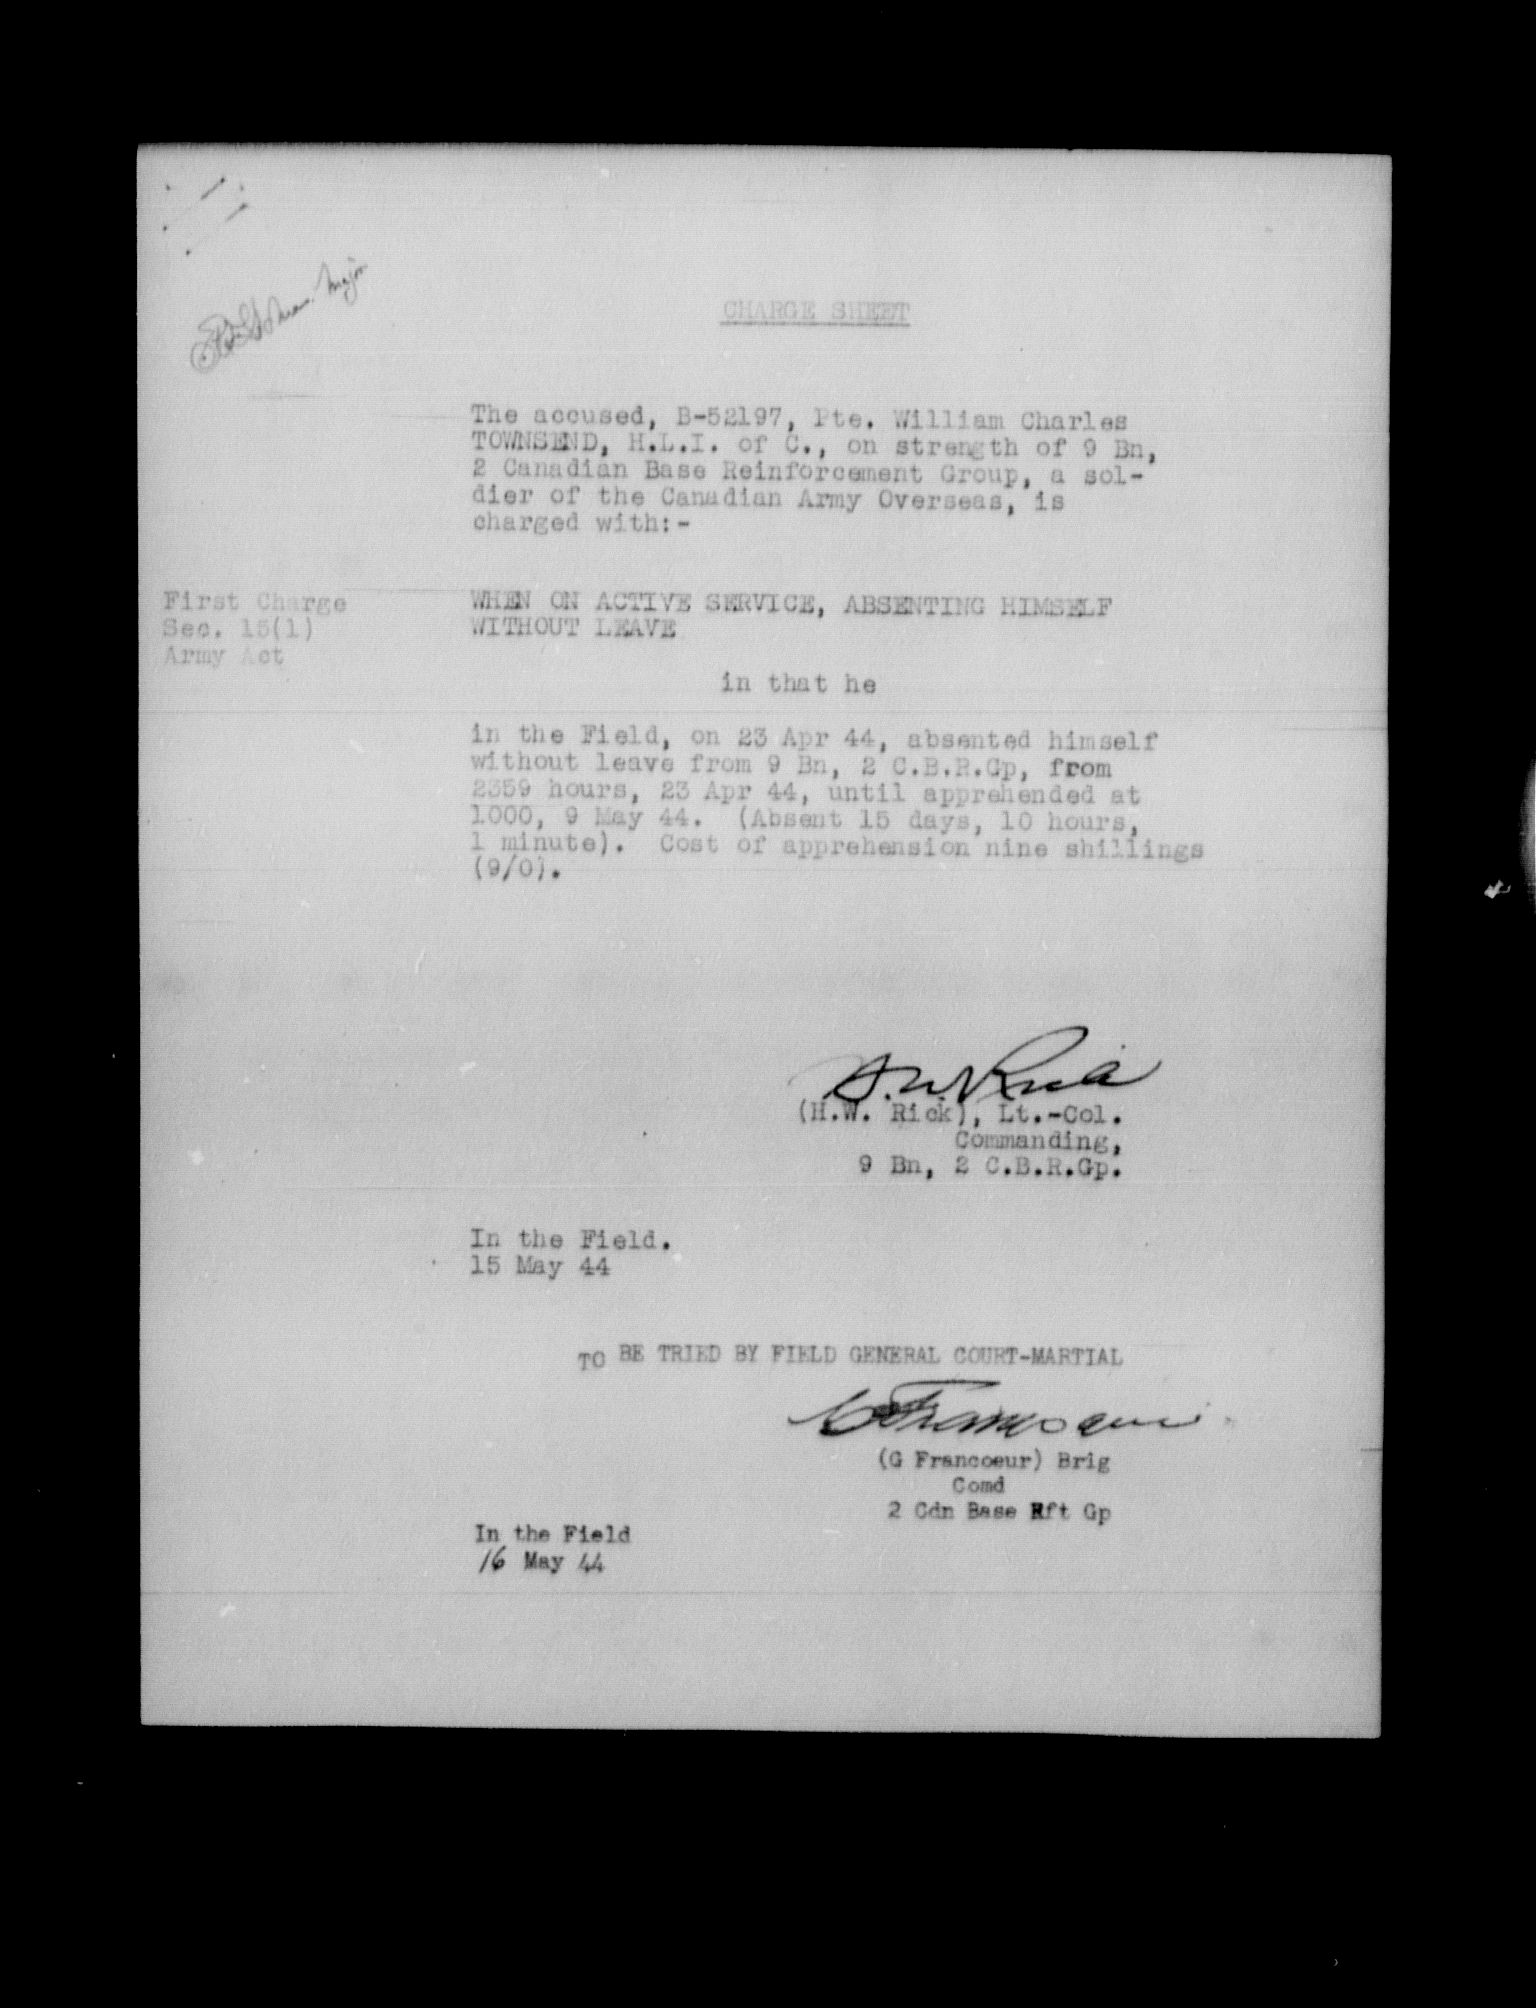 Major
CHARGE SHEET
The accused, B-52197, Pte. William Charles
TOWNSEND, H.L.I. of C., on strength of 9 Bn,
2 Canadian Base Reinforcement Group, a sol-
dier of the Canadian Army Overseas, is
charged with:-
First Charge
Sec. 15(1)
Army Act
WHEN ON ACTIVE SERVICE, ABSENTING HIMSELF
WITHOUT LEAVE
in that he
in the Field, on 23 Apr 44, absented himself
without leave from 9 Bn, 2 C.B.R.Gp, from
2359 hours, 23 Apr 44, until apprehended at
1000, 9 May 44. (Absent 15 days, 10 hours,
1 minute). Cost of apprehension nine shillings
(9/0).
H.W. Rick
(H.W. Rick), Lt.-Col.
Commanding,
9 Bn, 2 C.B.R.Gp.
In the Field.
15 May 44
TO BE TRIED BY FIELD GENERAL COURT-MARTIAL
G Francoeur
(G Francoeur) Brig
Comd
2 Cdn Base Rft Gp
In the Field
16 May 44